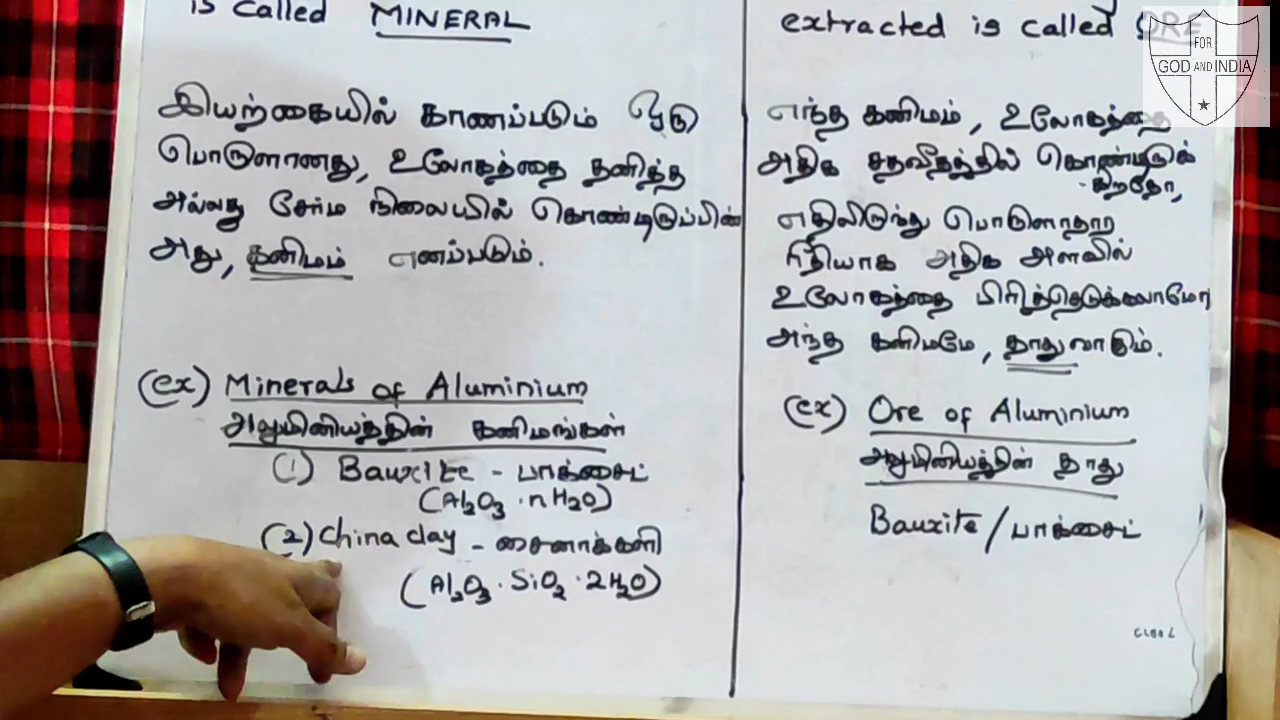 is called MINERAL
இயற்கையில் காணப்படும் ஒரு
பொருளானது, உலோகத்தை தனித்த
அல்லது சேர்ம நிலையில் கொண்டிருப்பின்
அது, கனிமம் எனப்படும்.
(ex) Minerals of Aluminium
அலுமினியத்தின் கனிமங்கள்
(1) Bauxite - பாக்சைட்
(Al₂O₃ · nH₂O)
(2) China clay - சைனாக்களி
(Al₂O₃ · SiO₂ · 2H₂O)
extracted is called ORE
எந்த கனிமம், உலோகத்தை
அதிக சதவீதத்தில் கொண்டிருக்
-கிறதோ,
எதிலிருந்து பொருளாதார
ரீதியாக அதிக அளவில்
உலோகத்தை பிரித்தெடுக்கலாமோ
அந்த கனிமமே, தாதுவாகும்.
(ex) Ore of Aluminium
அலுமினியத்தின் தாது
Bauxite / பாக்சைட்
FOR
GOD AND INDIA